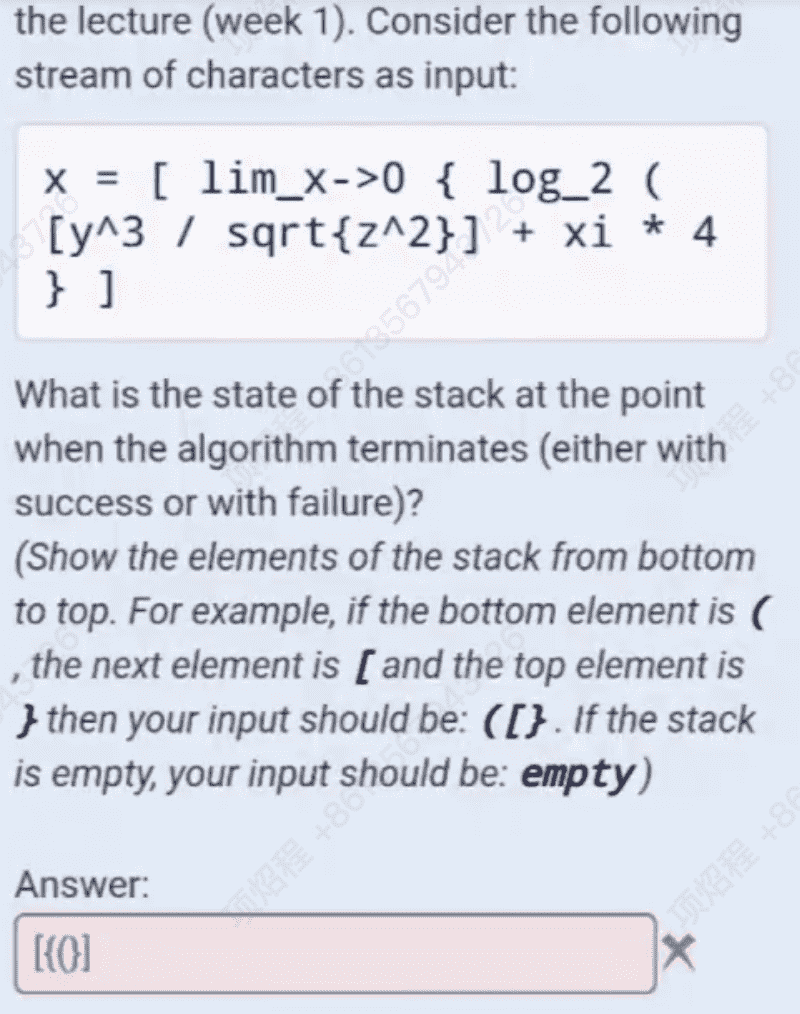 the lecture (week 1). Consider the following
stream of characters as input:
x = [ lim_x->0 { log_2 (
[y^3 / sqrt{z^2}] + xi * 4
} ]
What is the state of the stack at the point
when the algorithm terminates (either with
success or with failure)?
(Show the elements of the stack from bottom
to top. For example, if the bottom element is (
, the next element is [ and the top element is
} then your input should be: ([}. If the stack
is empty, your input should be: empty)
Answer:
[{(}]
项焰程 +8613567943726